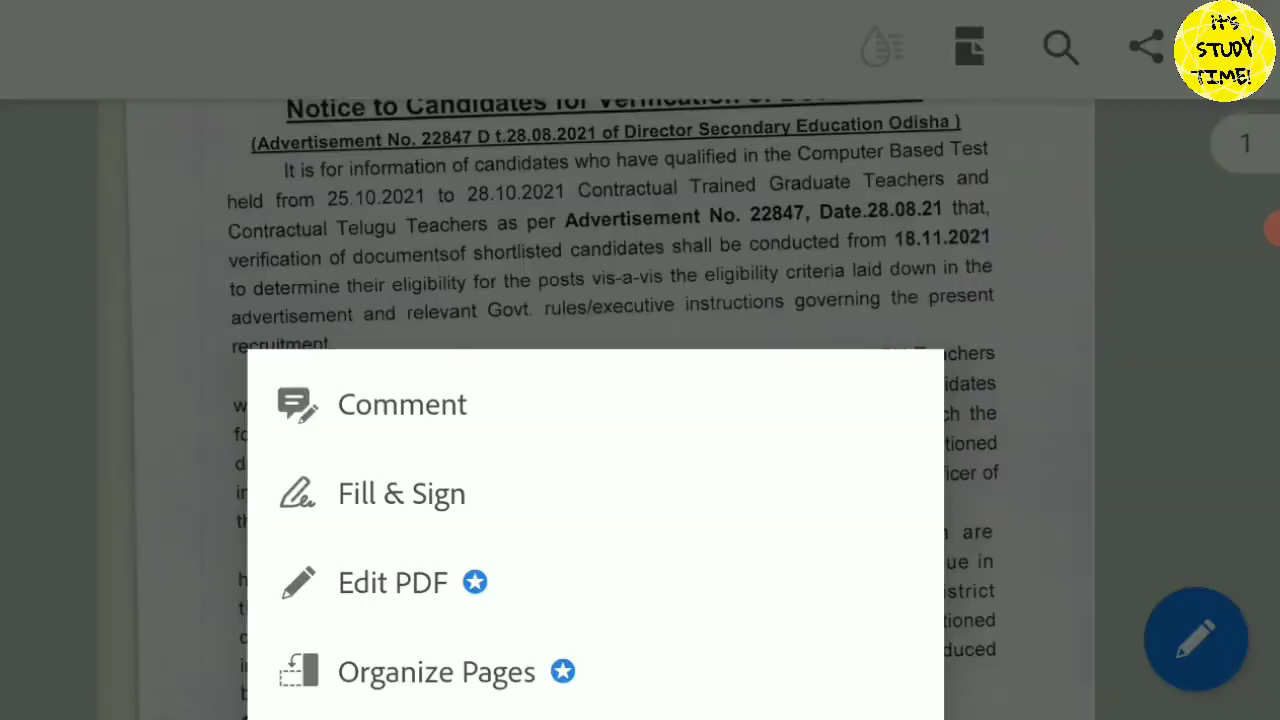 it's
STUDY
TIME!
Notice to Candidates for Verification of
(Advertisement No. 22847 D t.28.08.2021 of Director Secondary Education Odisha )
1
It is for information of candidates who have qualified in the Computer Based Test
held from 25.10.2021 to 28.10.2021 Contractual Trained Graduate Teachers and
Contractual Telugu Teachers as per Advertisement No. 22847, Date.28.08.21 that,
verification of documentsof shortlisted candidates shall be conducted from 18.11.2021
to determine their eligibility for the posts vis-a-vis the eligibility criteria laid down in the
advertisement and relevant Govt. rules/executive instructions governing the present
recruitment.
Comment
Fill & Sign
Edit PDF
Organize Pages
are